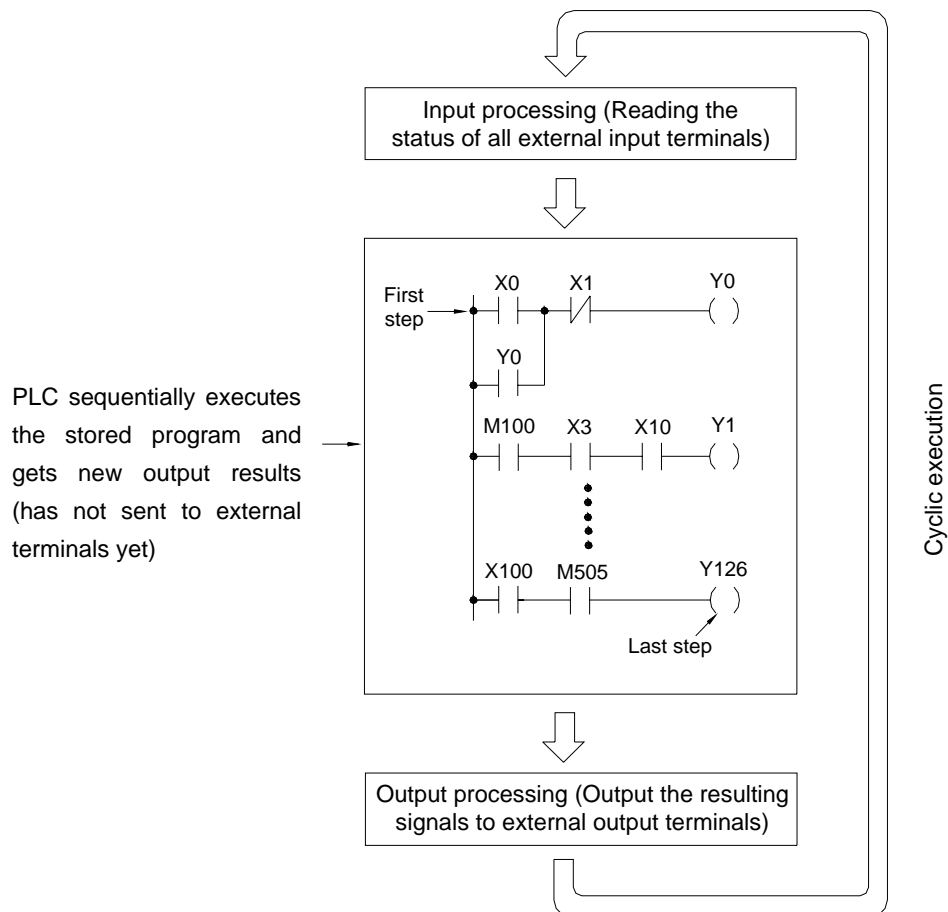 Input processing (Reading the
status of all external input terminals)
X0 X1 Y0
First
step
Y0
M100 X3 X10 Y1
X100 M505 Y126
Last step
PLC sequentially executes
the stored program and
gets new output results
(has not sent to external
terminals yet)
Output processing (Output the resulting
signals to external output terminals)
Cyclic execution